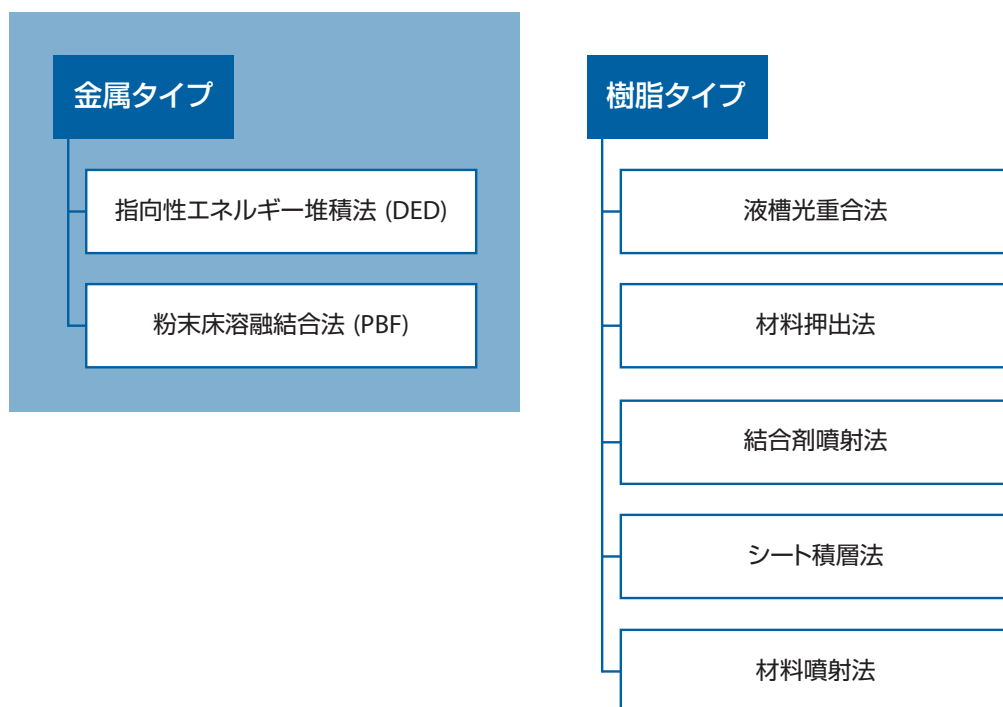 金属タイプ
指向性エネルギー堆積法 (DED)
粉末床溶融結合法 (PBF)
樹脂タイプ
液槽光重合法
材料押出法
結合剤噴射法
シート積層法
材料噴射法